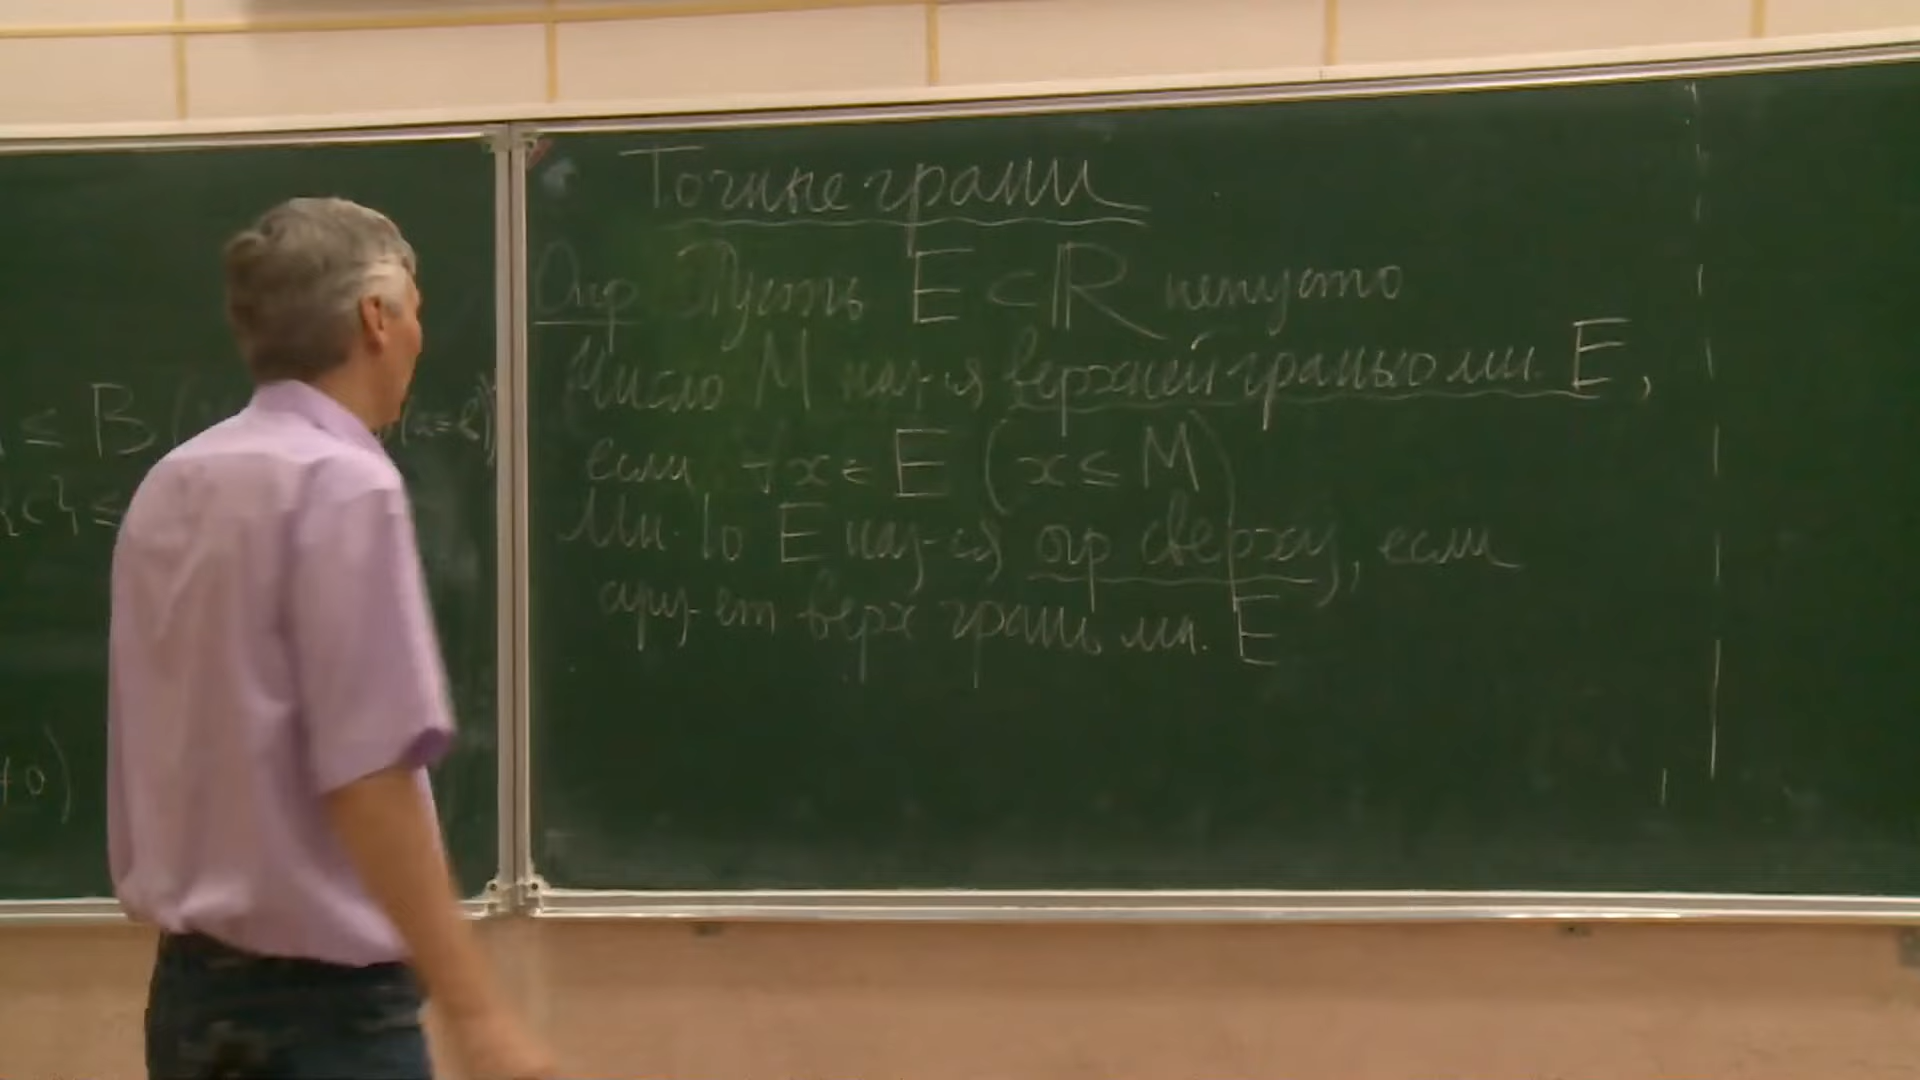 ≤ B (
(a=b)
{c} ≤
≠ 0)
Точные грани
Опр Пусть E ⊂ ℝ непусто
Число M наз-ся верхней гранью мн. E,
если ∀x ∈ E (x ≤ M)
Мн-во E наз-ся огр сверху, если
сущ-ет верх грань мн. E